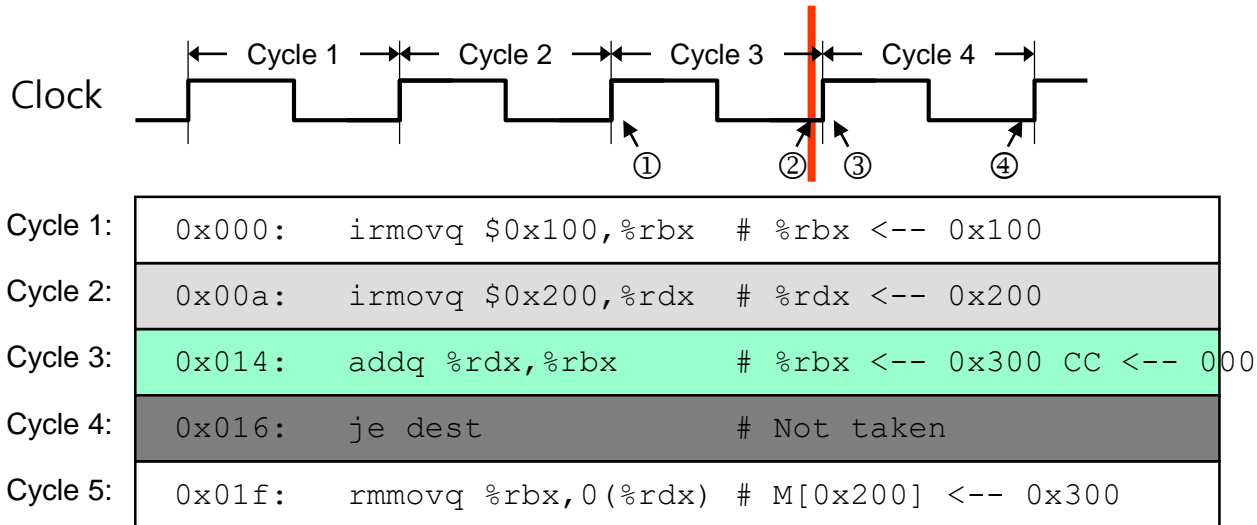 Cycle 1 Cycle 2 Cycle 3 Cycle 4
Clock
① ② ③ ④
Cycle 1: 0x000: irmovq $0x100,%rbx # %rbx <-- 0x100
Cycle 2: 0x00a: irmovq $0x200,%rdx # %rdx <-- 0x200
Cycle 3: 0x014: addq %rdx,%rbx # %rbx <-- 0x300 CC <-- 000
Cycle 4: 0x016: je dest # Not taken
Cycle 5: 0x01f: rmmovq %rbx,0(%rdx) # M[0x200] <-- 0x300